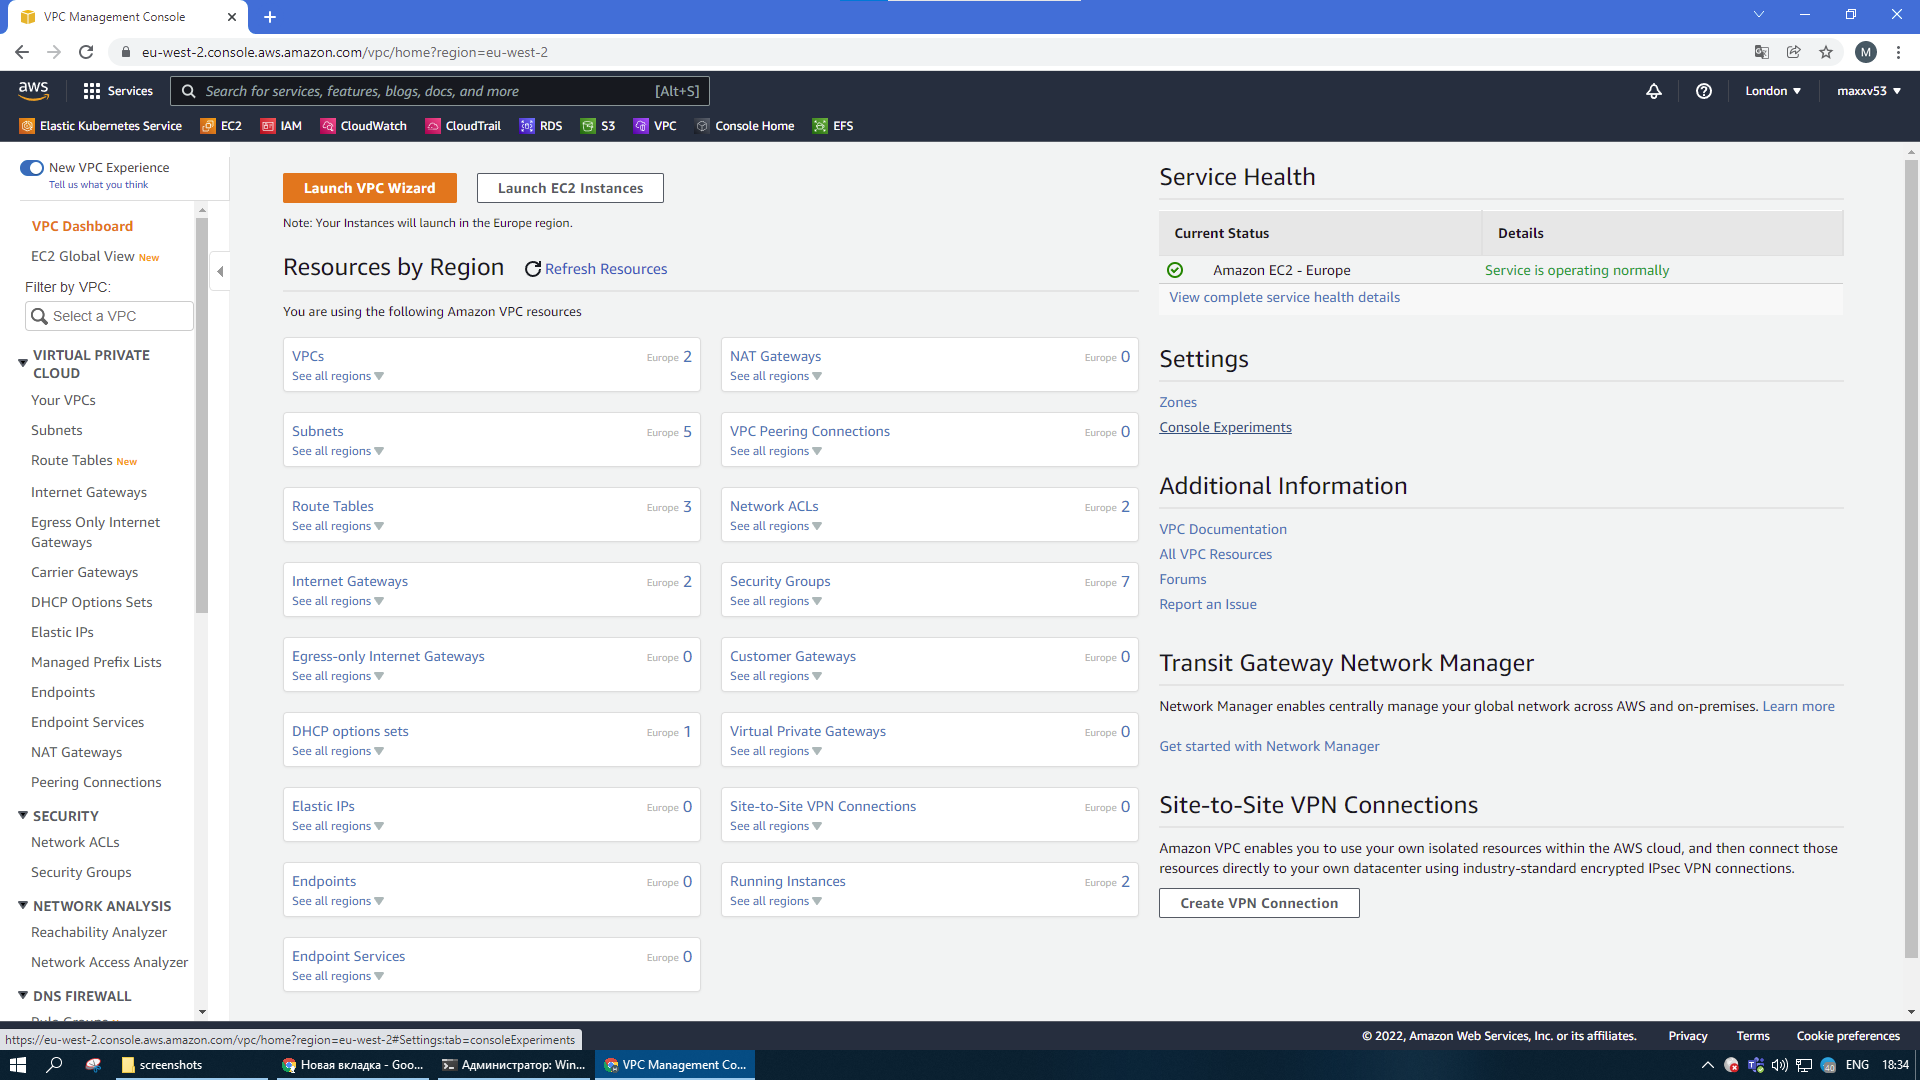 VPC Management Console
eu-west-2.console.aws.amazon.com/vpc/home?region=eu-west-2
M
aws
Services
Search for services, features, blogs, docs, and more
[Alt+S]
London
maxxv53
Elastic Kubernetes Service
EC2
IAM
CloudWatch
CloudTrail
RDS
S3
VPC
Console Home
EFS
New VPC Experience
Tell us what you think
VPC Dashboard
EC2 Global View New
Filter by VPC:
Select a VPC
VIRTUAL PRIVATE
CLOUD
Your VPCs
Subnets
Route Tables New
Internet Gateways
Egress Only Internet
Gateways
Carrier Gateways
DHCP Options Sets
Elastic IPs
Managed Prefix Lists
Endpoints
Endpoint Services
NAT Gateways
Peering Connections
SECURITY
Network ACLs
Security Groups
NETWORK ANALYSIS
Reachability Analyzer
Network Access Analyzer
DNS FIREWALL
Launch VPC Wizard
Launch EC2 Instances
Note: Your Instances will launch in the Europe region.
Resources by Region
Refresh Resources
You are using the following Amazon VPC resources
VPCs
Europe 2
See all regions
NAT Gateways
Europe 0
See all regions
Subnets
Europe 5
See all regions
VPC Peering Connections
Europe 0
See all regions
Route Tables
Europe 3
See all regions
Network ACLs
Europe 2
See all regions
Internet Gateways
Europe 2
See all regions
Security Groups
Europe 7
See all regions
Egress-only Internet Gateways
Europe 0
See all regions
Customer Gateways
Europe 0
See all regions
DHCP options sets
Europe 1
See all regions
Virtual Private Gateways
Europe 0
See all regions
Elastic IPs
Europe 0
See all regions
Site-to-Site VPN Connections
Europe 0
See all regions
Endpoints
Europe 0
See all regions
Running Instances
Europe 2
See all regions
Endpoint Services
Europe 0
See all regions
Service Health
Current Status
Details
Amazon EC2 - Europe
Service is operating normally
View complete service health details
Settings
Zones
Console Experiments
Additional Information
VPC Documentation
All VPC Resources
Forums
Report an Issue
Transit Gateway Network Manager
Network Manager enables centrally manage your global network across AWS and on-premises. Learn more
Get started with Network Manager
Site-to-Site VPN Connections
Amazon VPC enables you to use your own isolated resources within the AWS cloud, and then connect those
resources directly to your own datacenter using industry-standard encrypted IPsec VPN connections.
Create VPN Connection
© 2022, Amazon Web Services, Inc. or its affiliates.
Privacy
Terms
Cookie preferences
https://eu-west-2.console.aws.amazon.com/vpc/home?region=eu-west-2#Settings:tab=consoleExperiments
screenshots
Новая вкладка - Goo...
Администратор: Win...
VPC Management Co...
40
ENG
18:34